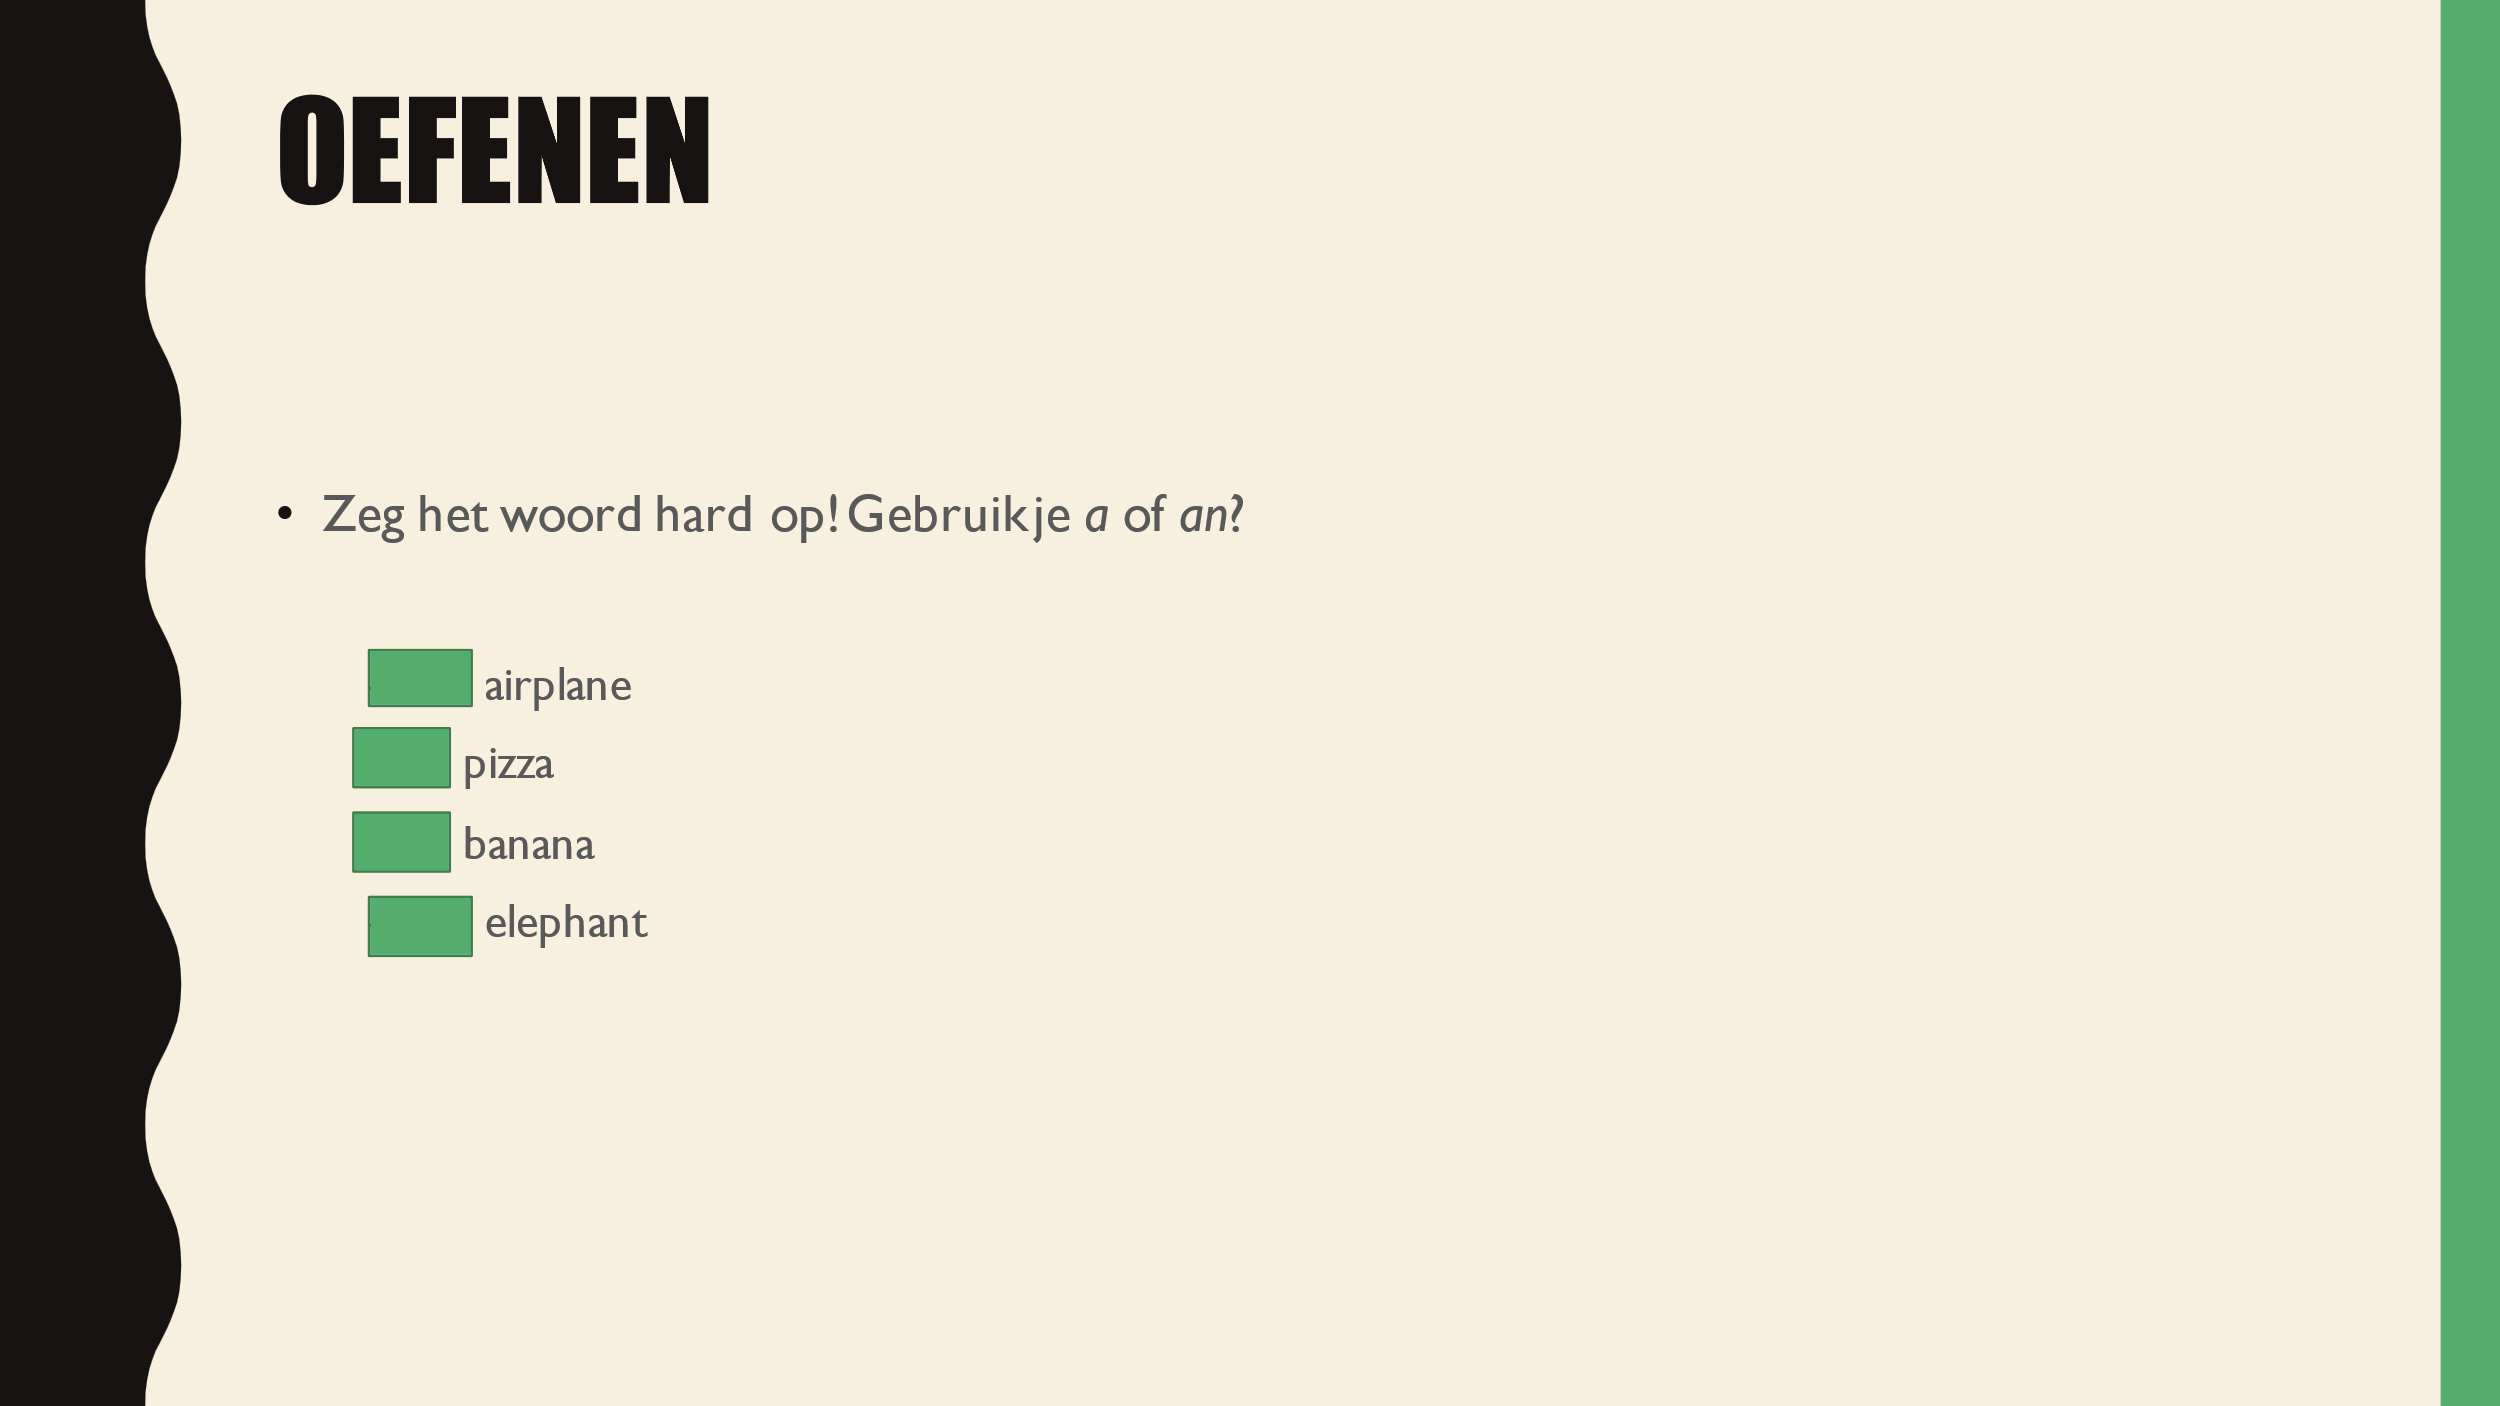 OEFENEN
• Zeg het woord hard op! Gebruik je a of an?
airplane
pizza
banana
elephant